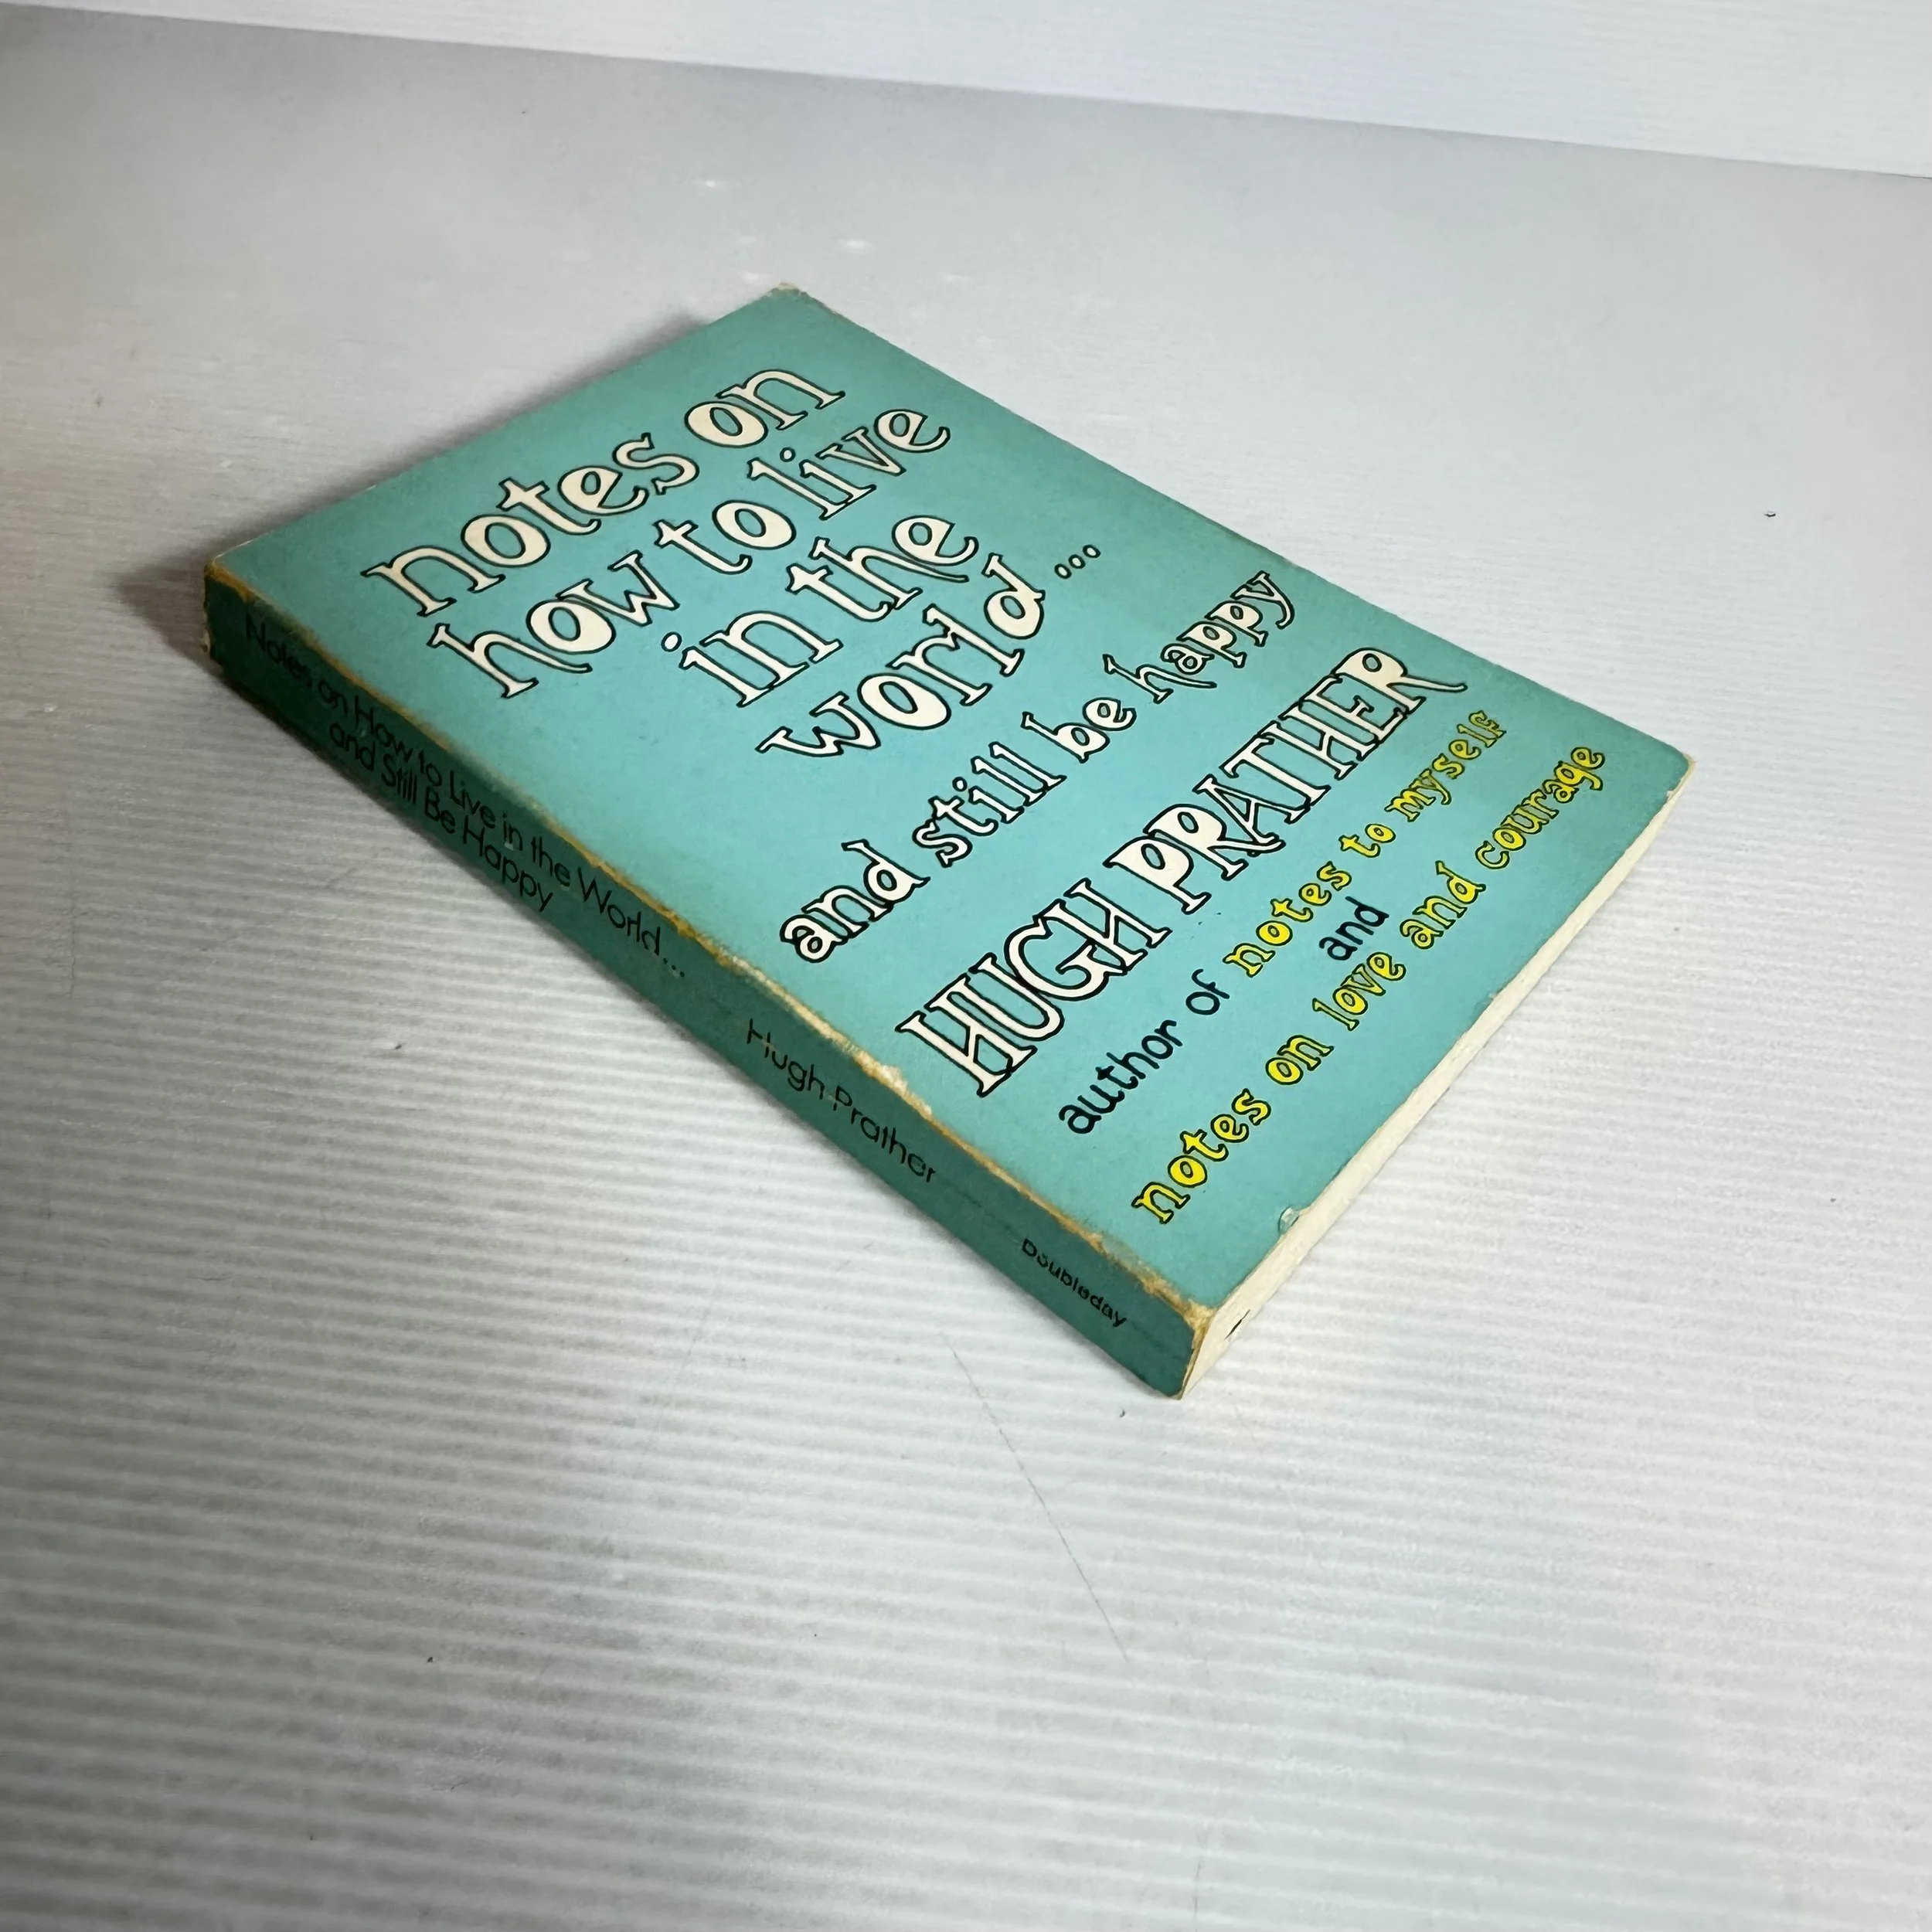 notes on
how to live
in the
world...
and still be happy
HUGH PRATHER
author of notes to myself
and
notes on love and courage
Notes on How to Live in the World...
and Still Be Happy
Hugh Prather
Doubleday